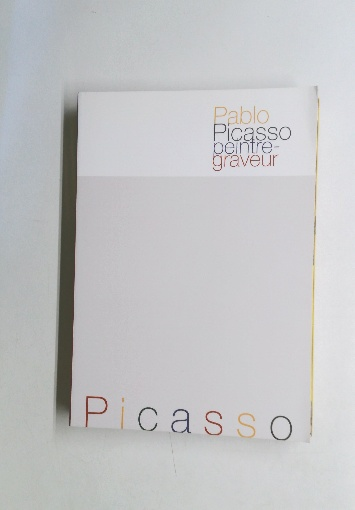 Pablo
Picasso
peintre-
graveur
Picasso